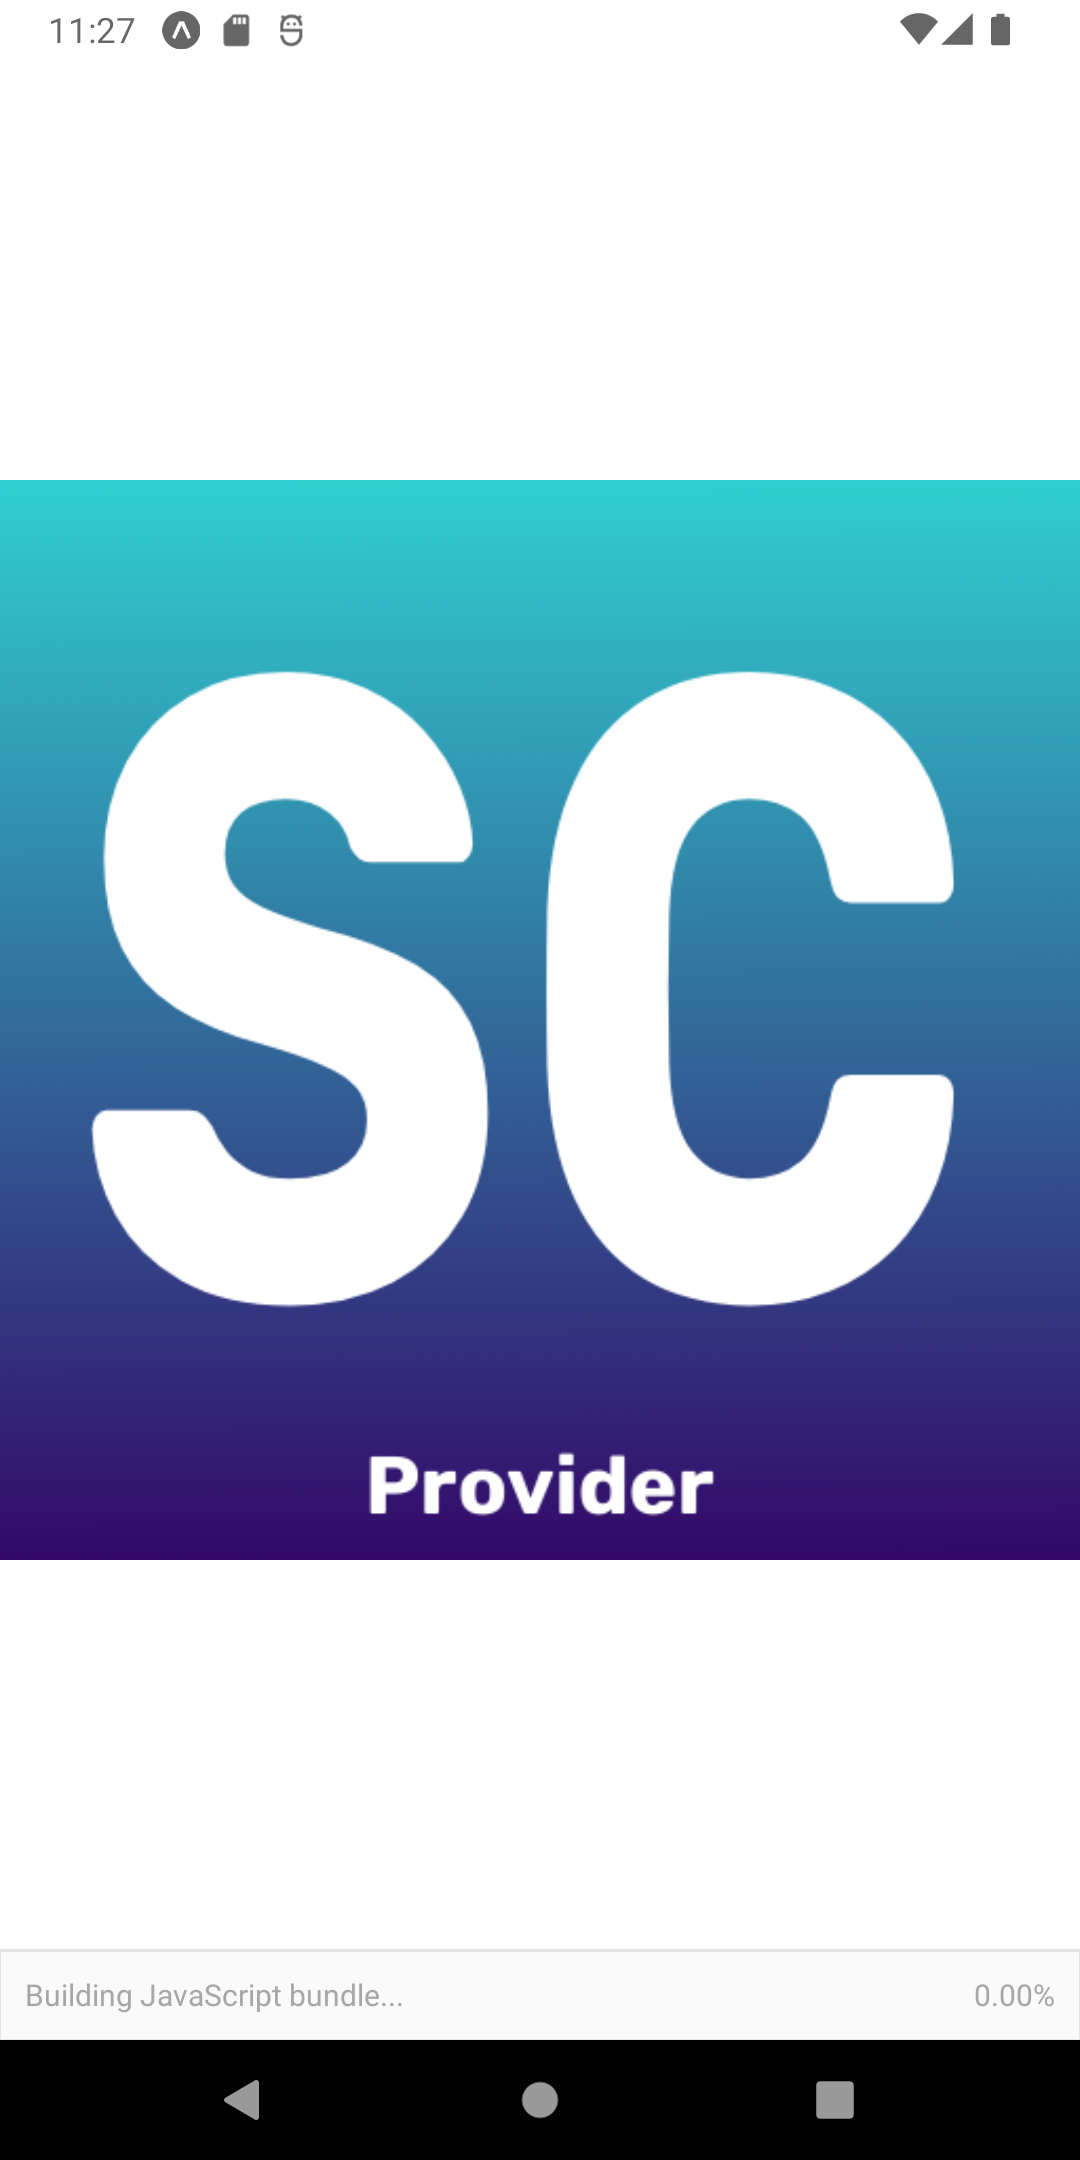 11:27
SC
Provider
Building JavaScript bundle... 0.00%